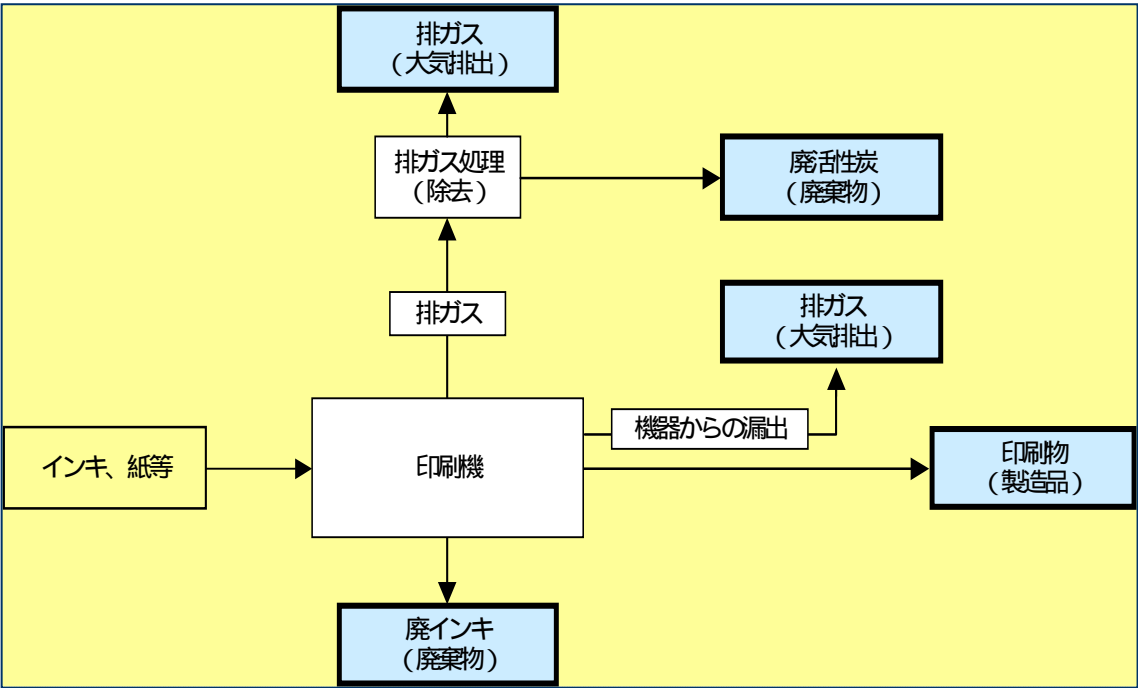 排ガス
（大気排出）
排ガス処理
（除去）
廃活性炭
（廃棄物）
排ガス
排ガス
（大気排出）
機器からの漏出
インキ、紙等
印刷機
印刷物
（製造品）
廃インキ
（廃棄物）